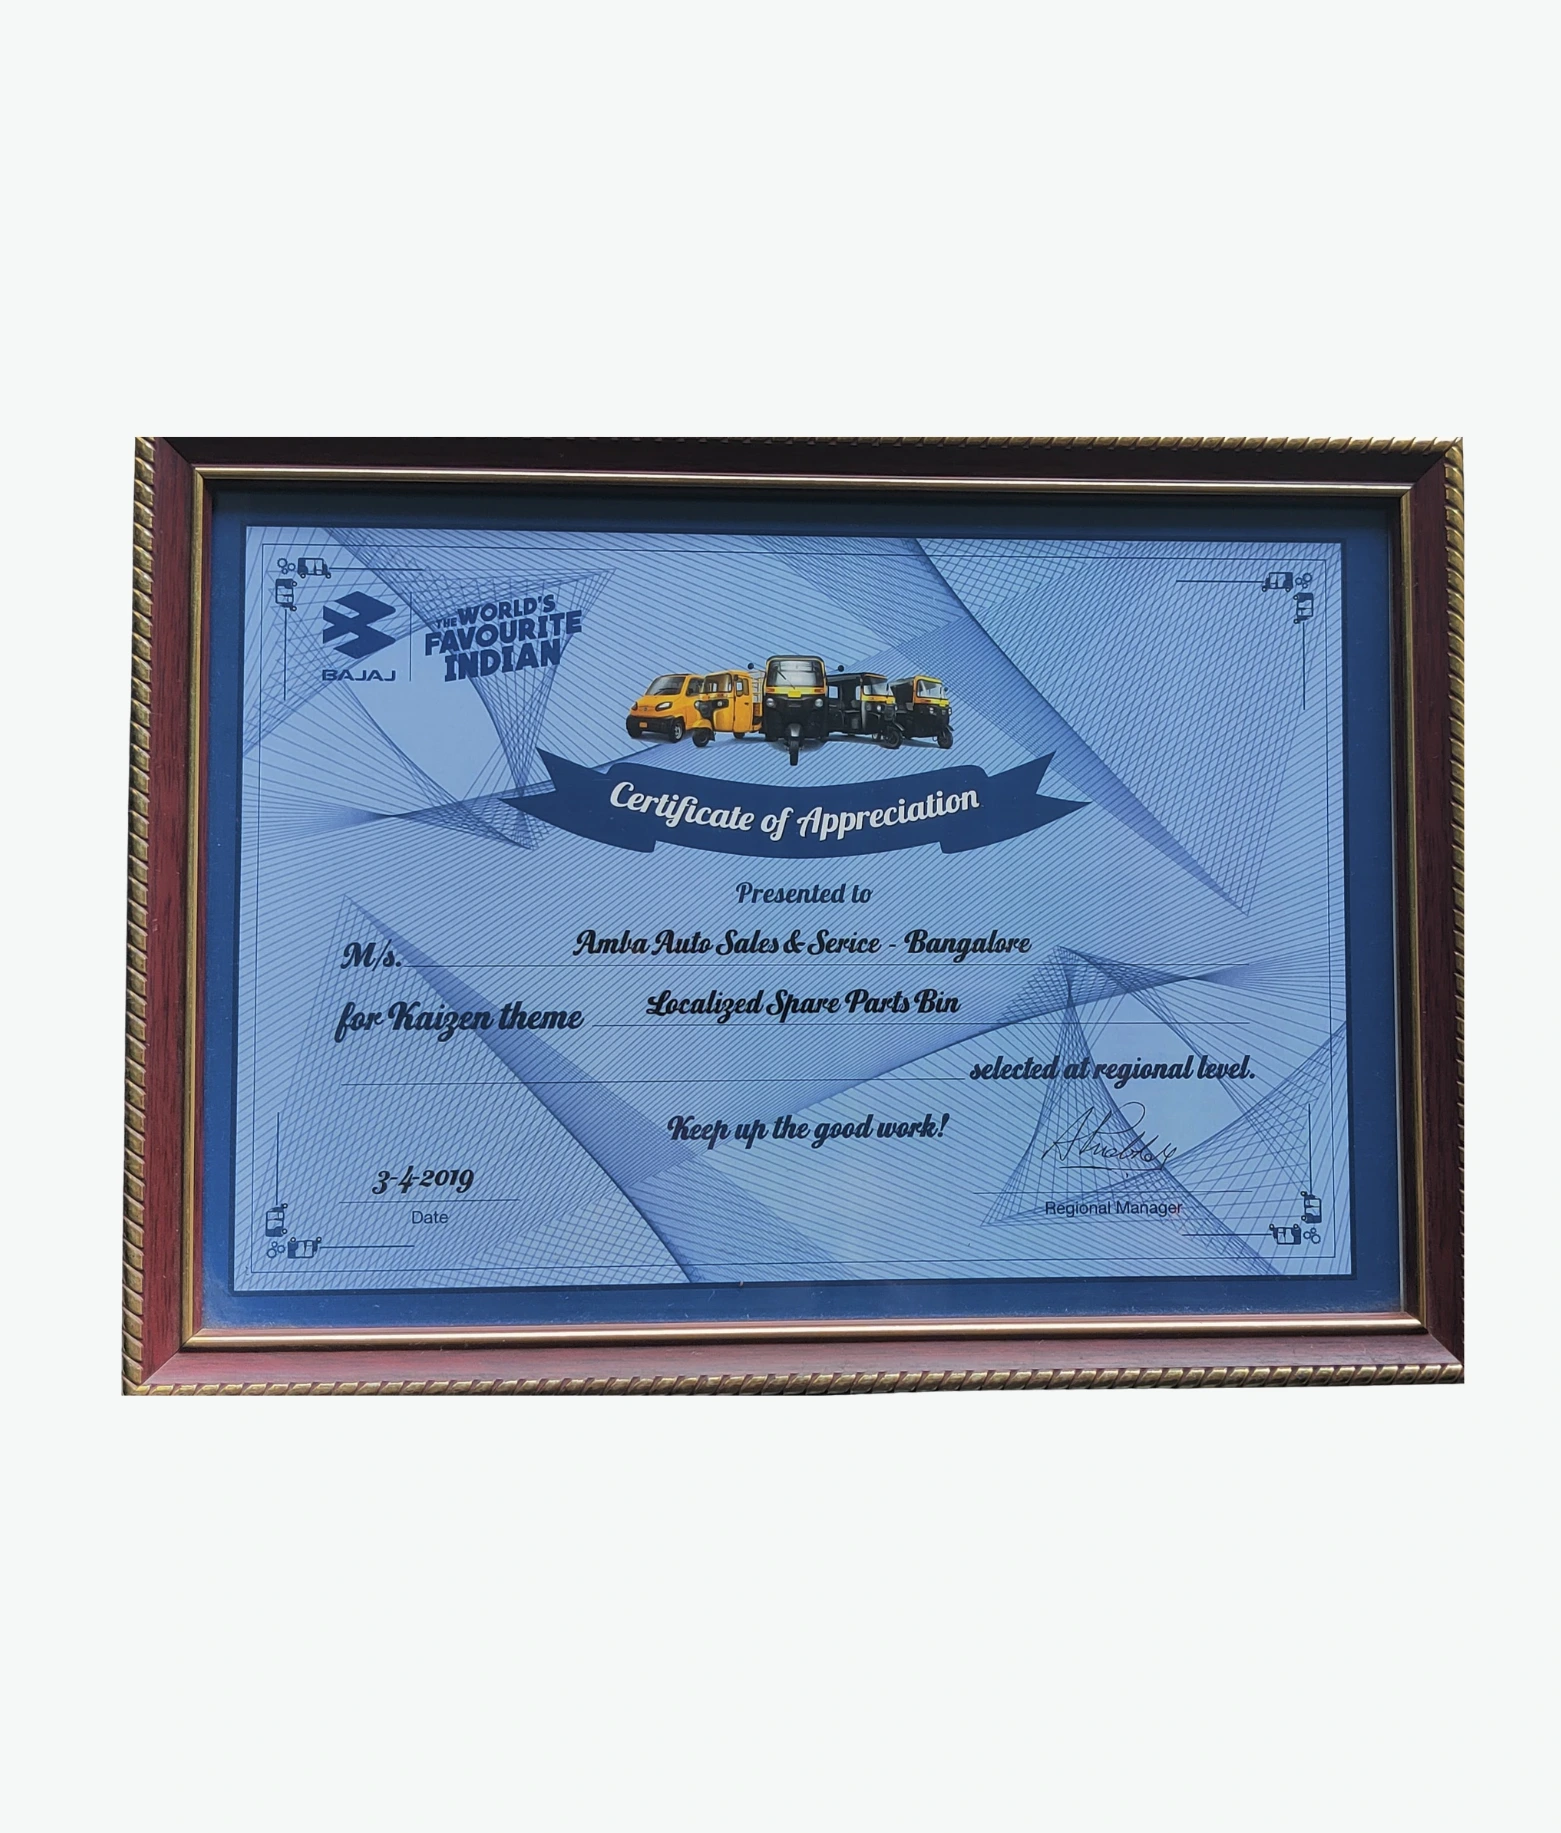 BAJAJ
THE WORLD'S
FAVOURITE
INDIAN
Certificate of Appreciation
Presented to
M/s. Amba Auto Sales & Serice - Bangalore
for Kaizen theme Localized Spare Parts Bin
selected at regional level.
Keep up the good work!
3-4-2019
Date
Regional Manager